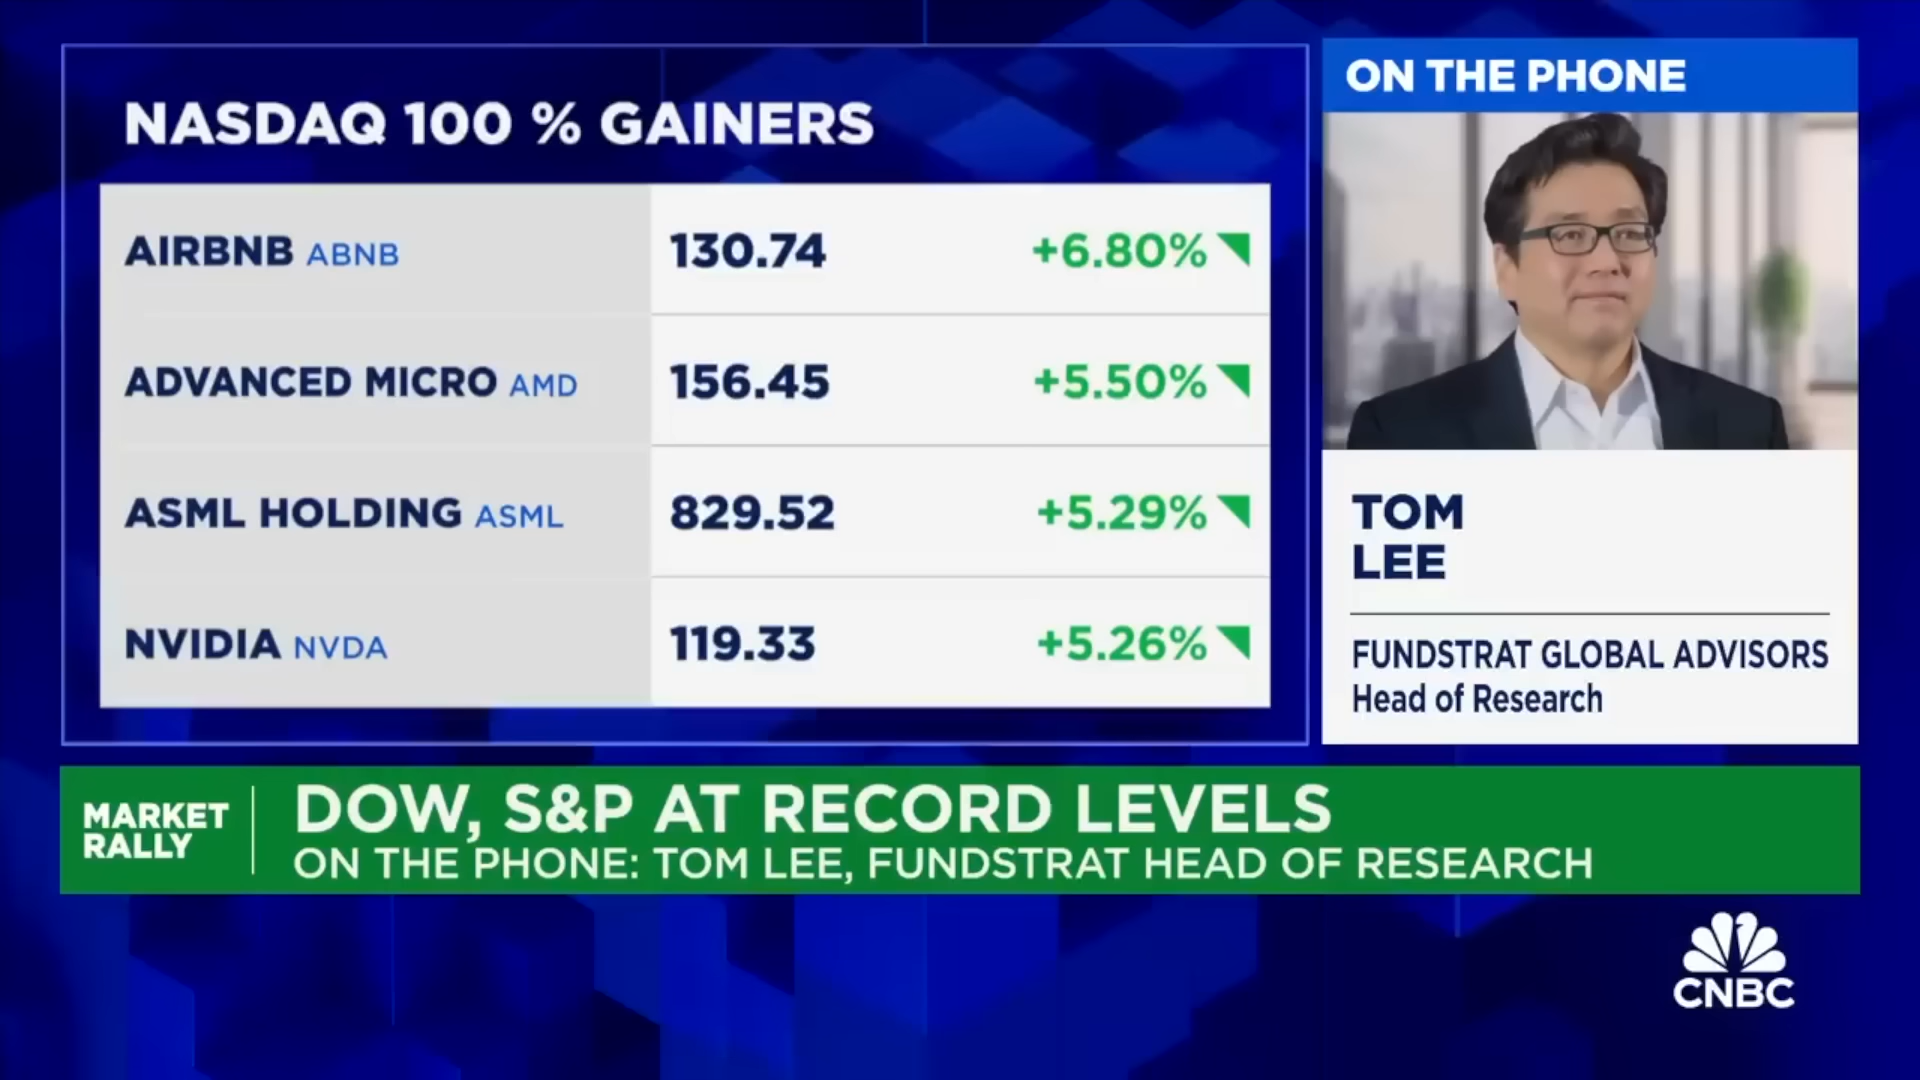 NASDAQ 100 % GAINERS
AIRBNB ABNB 130.74 +6.80%
ADVANCED MICRO AMD 156.45 +5.50%
ASML HOLDING ASML 829.52 +5.29%
NVIDIA NVDA 119.33 +5.26%
ON THE PHONE
TOM
LEE
FUNDSTRAT GLOBAL ADVISORS
Head of Research
MARKET
RALLY
DOW, S&P AT RECORD LEVELS
ON THE PHONE: TOM LEE, FUNDSTRAT HEAD OF RESEARCH
CNBC